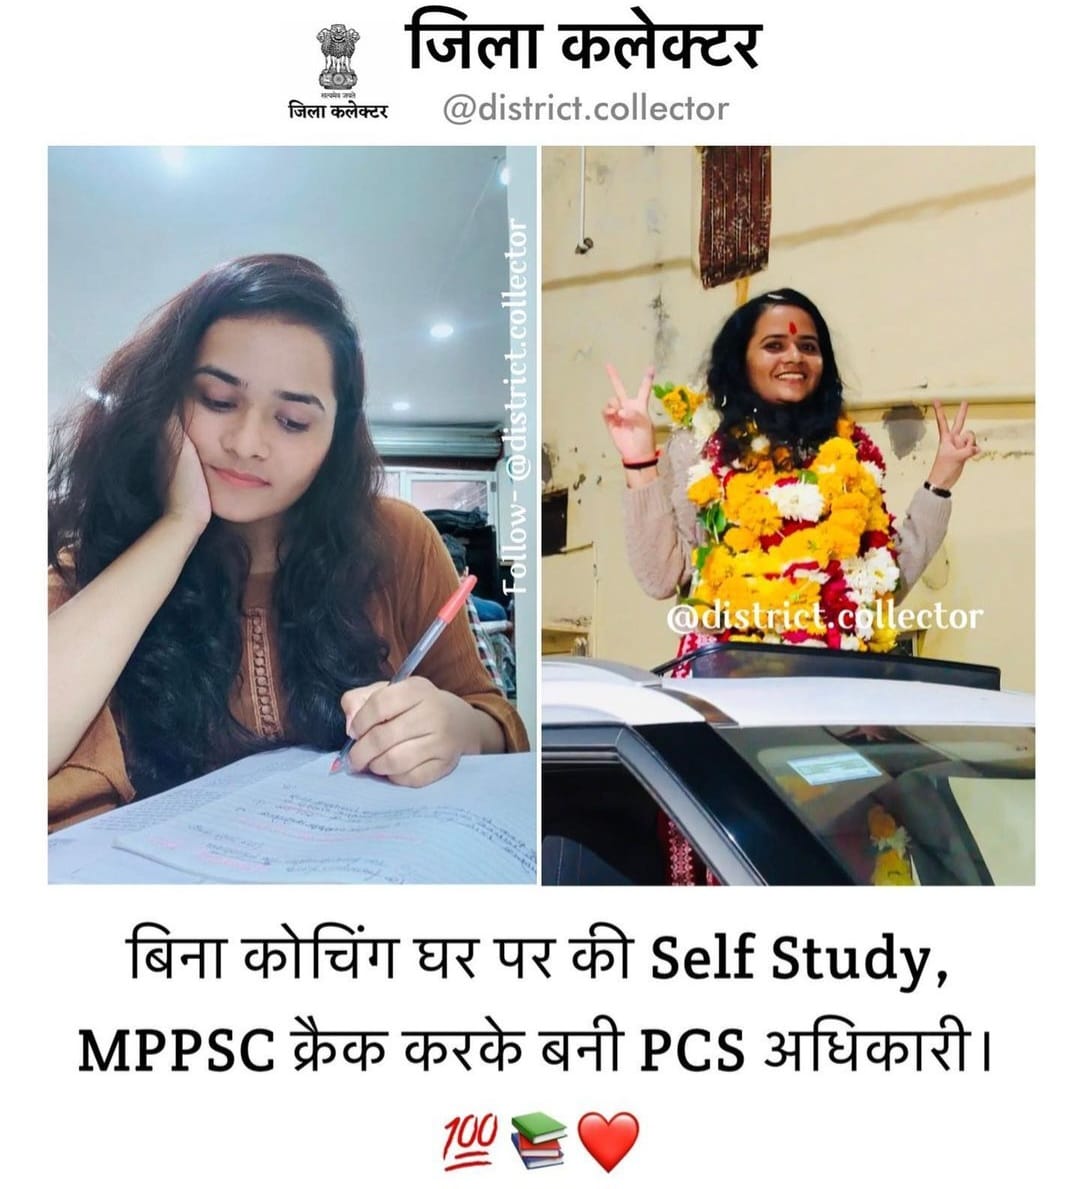 जिला कलेक्टर
@district.collector
सत्यमेव जयते
जिला कलेक्टर
Follow- @district.collector
@district.collector
बिना कोचिंग घर पर की Self Study,
MPPSC क्रैक करके बनी PCS अधिकारी।
💯📚❤️